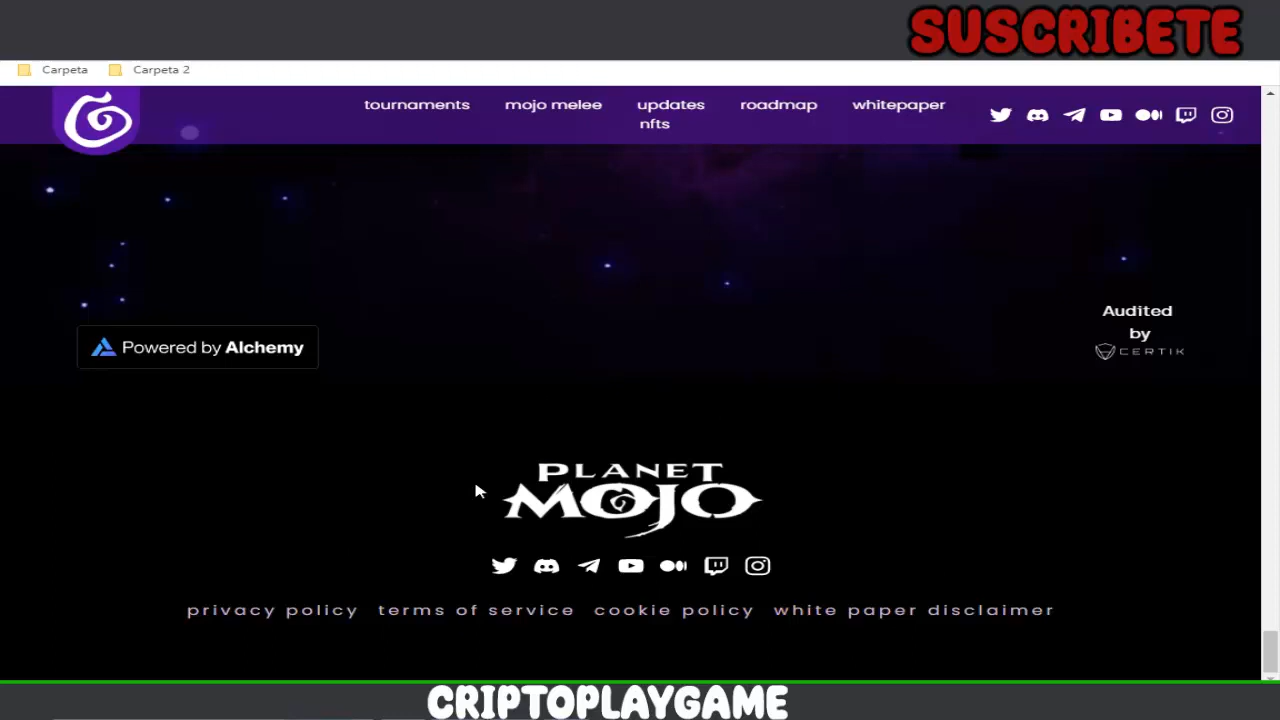 SUSCRIBETE
Carpeta Carpeta 2
tournaments mojo melee updates roadmap whitepaper
nfts
Audited
by
CERTIK
Powered by Alchemy
PLANET
MOJO
privacy policy terms of service cookie policy white paper disclaimer
CRIPTOPLAYGAME